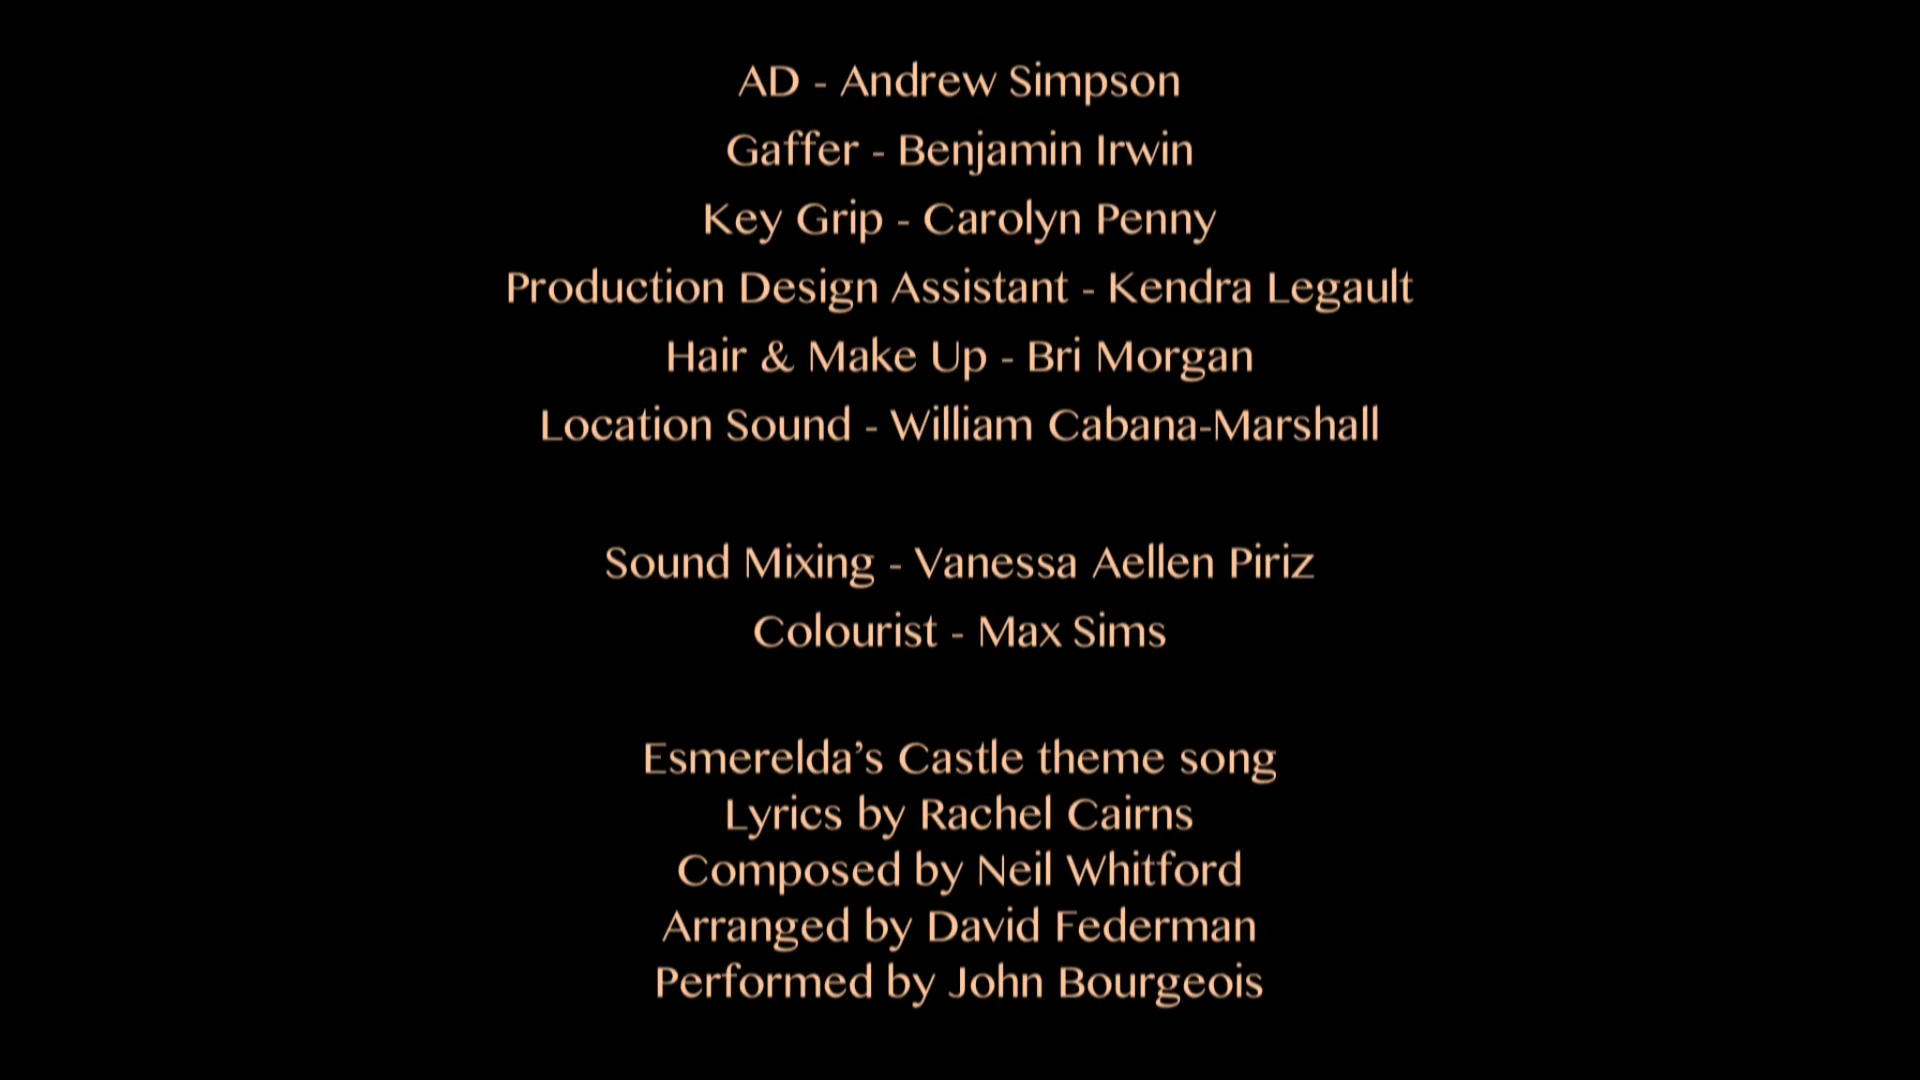 AD - Andrew Simpson
Gaffer - Benjamin Irwin
Key Grip - Carolyn Penny
Production Design Assistant - Kendra Legault
Hair & Make Up - Bri Morgan
Location Sound - William Cabana-Marshall
Sound Mixing - Vanessa Aellen Piriz
Colourist - Max Sims
Esmerelda’s Castle theme song
Lyrics by Rachel Cairns
Composed by Neil Whitford
Arranged by David Federman
Performed by John Bourgeois